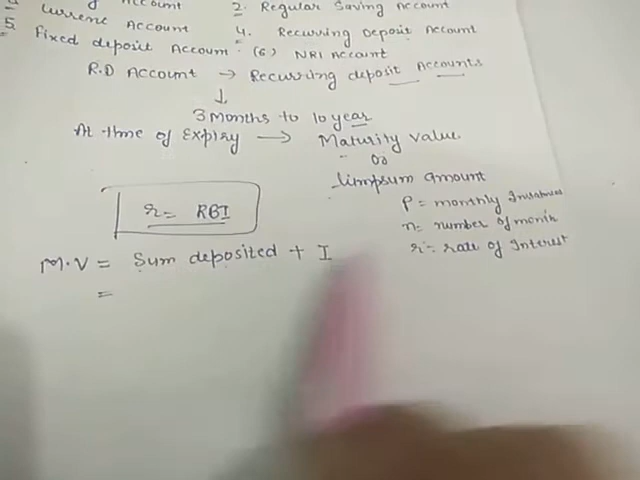 Account 2. Regular Saving Account
Current Account
5. Fixed deposit Account. 4. Recurring Deposit Account
(6) NRI Account
R.D Account → Recurring deposit Accounts
↓
3 Months to 10 year
At time of Expiry → Maturity value
or
limpsum amount
r = RBI
P = monthly
n = number of month
r = rate of Interest
M.V = Sum deposited + I
=